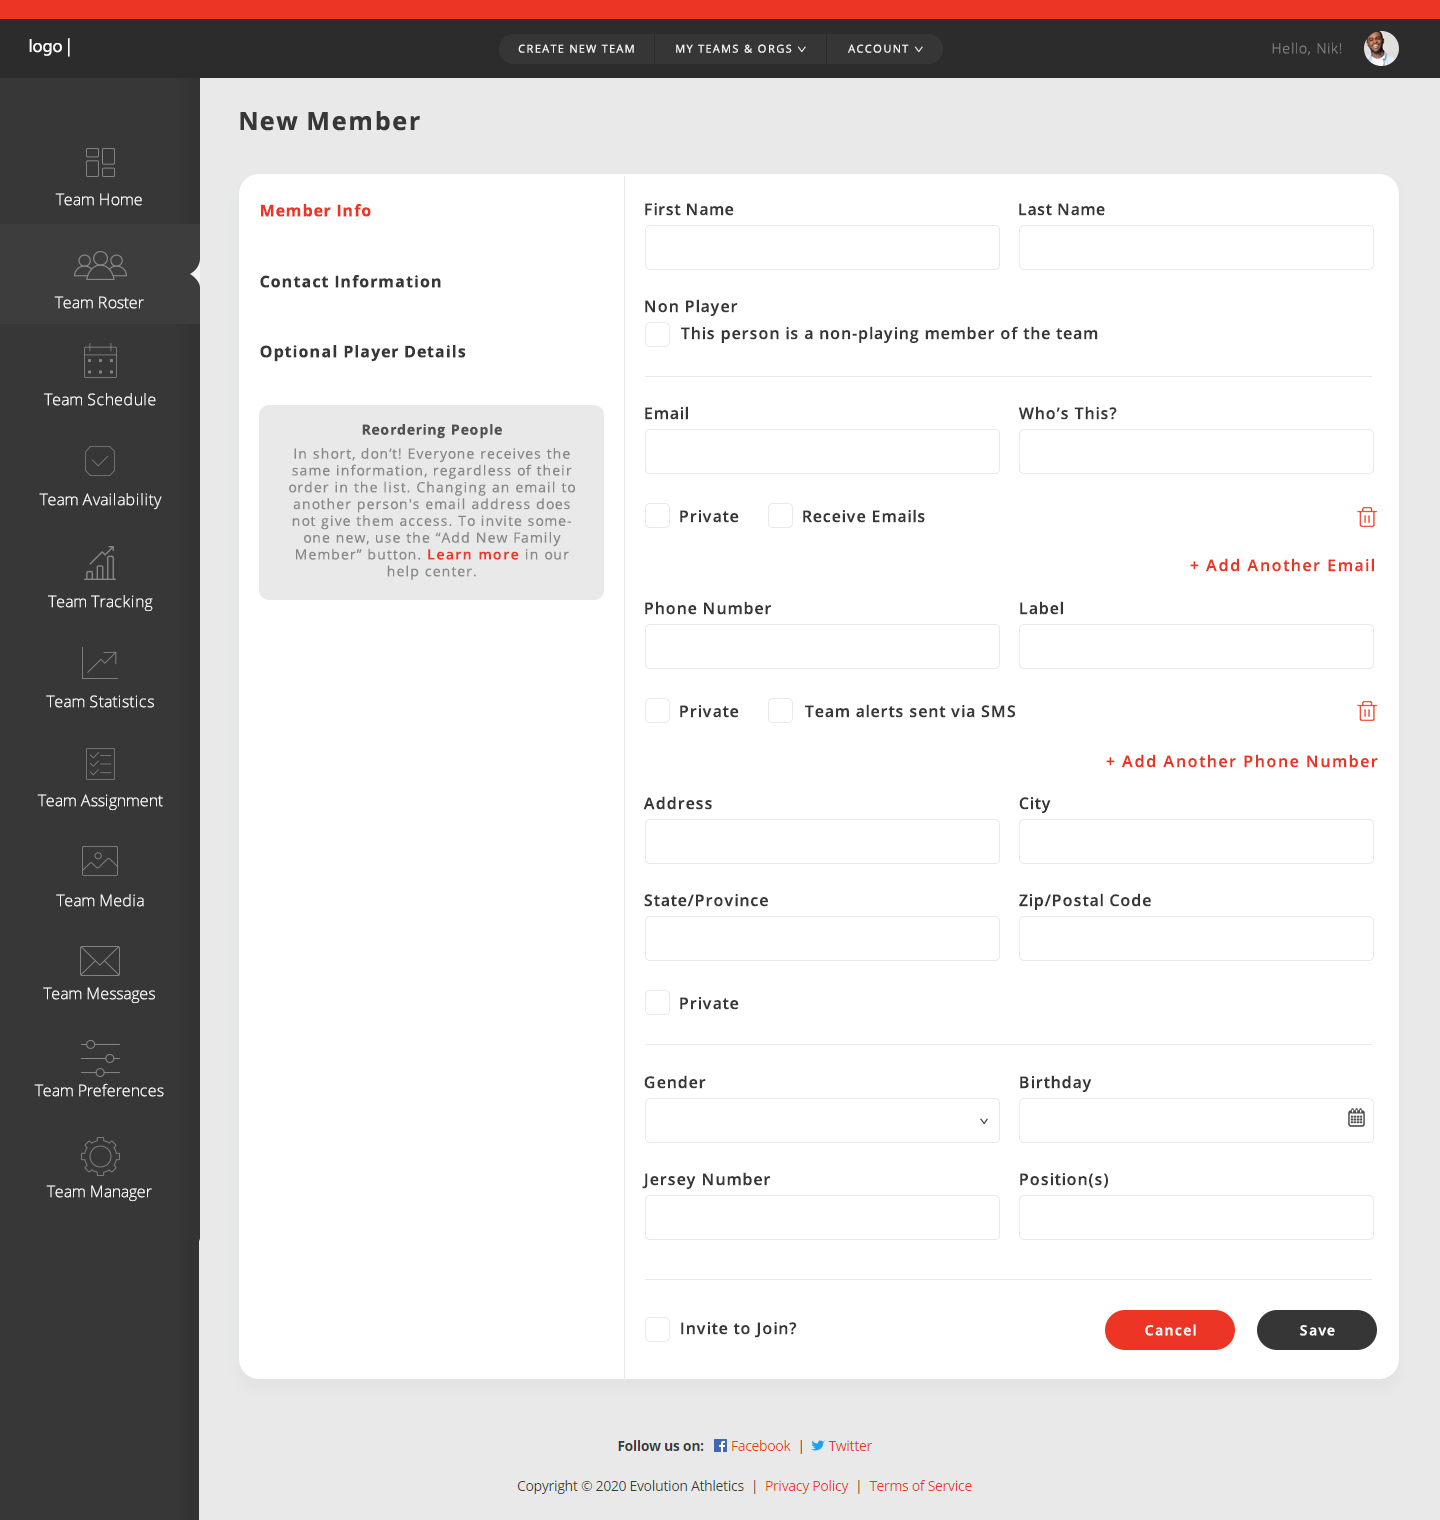 logo |
CREATE NEW TEAM
MY TEAMS & ORGS
ACCOUNT
Hello, Nik!
Team Home
Team Roster
Team Schedule
Team Availability
Team Tracking
Team Statistics
Team Assignment
Team Media
Team Messages
Team Preferences
Team Manager
New Member
Member Info
Contact Information
Optional Player Details
Reordering People
In short, don’t! Everyone receives the
same information, regardless of their
order in the list. Changing an email to
another person's email address does
not give them access. To invite some-
one new, use the “Add New Family
Member” button. Learn more in our
help center.
First Name
Last Name
Non Player
This person is a non-playing member of the team
Email
Who’s This?
Private
Receive Emails
+ Add Another Email
Phone Number
Label
Private
Team alerts sent via SMS
+ Add Another Phone Number
Address
City
State/Province
Zip/Postal Code
Private
Gender
Birthday
Jersey Number
Position(s)
Invite to Join?
Cancel
Save
Follow us on: Facebook | Twitter
Copyright © 2020 Evolution Athletics | Privacy Policy | Terms of Service